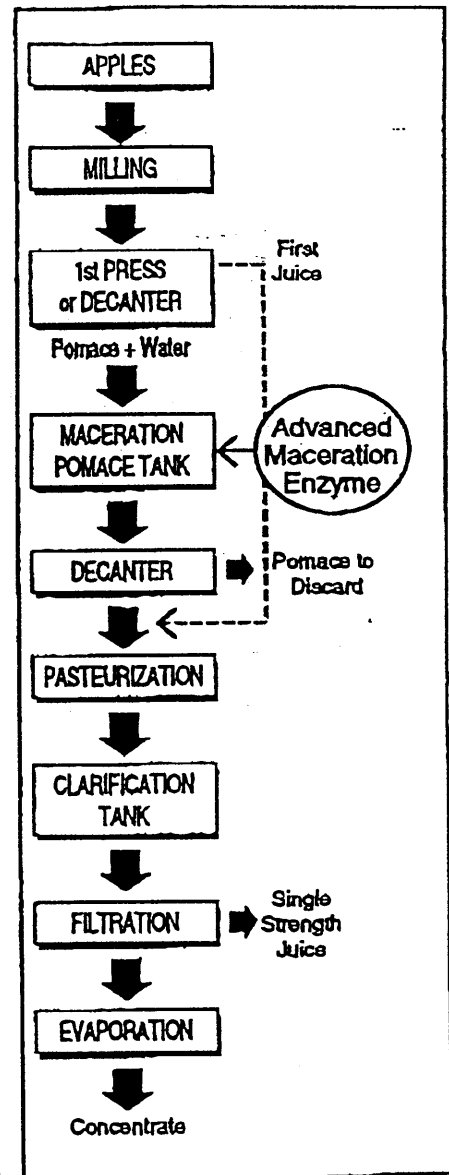 APPLES
MILLING
1st PRESS
or DECANTER
First
Juice
Pomace + Water
MACERATION
POMACE TANK
Advanced
Maceration
Enzyme
DECANTER
Pomace to
Discard
PASTEURIZATION
CLARIFICATION
TANK
FILTRATION
Single
Strength
Juice
EVAPORATION
Concentrate